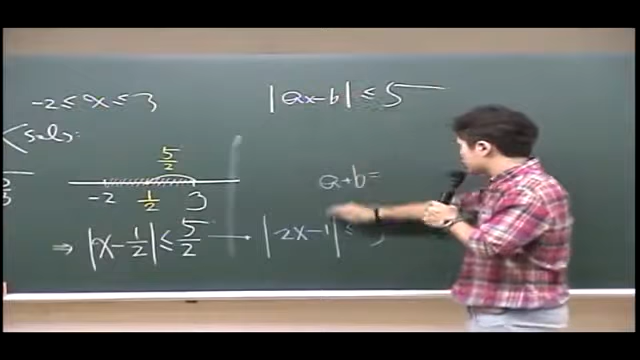 -2 ≤ x ≤ 3
|ax-b| ≤ 5
<sol>:
5/2
-2 1/2 3
a+b=
⇒ |x - 1/2| ≤ 5/2 → |2x-1| ≤